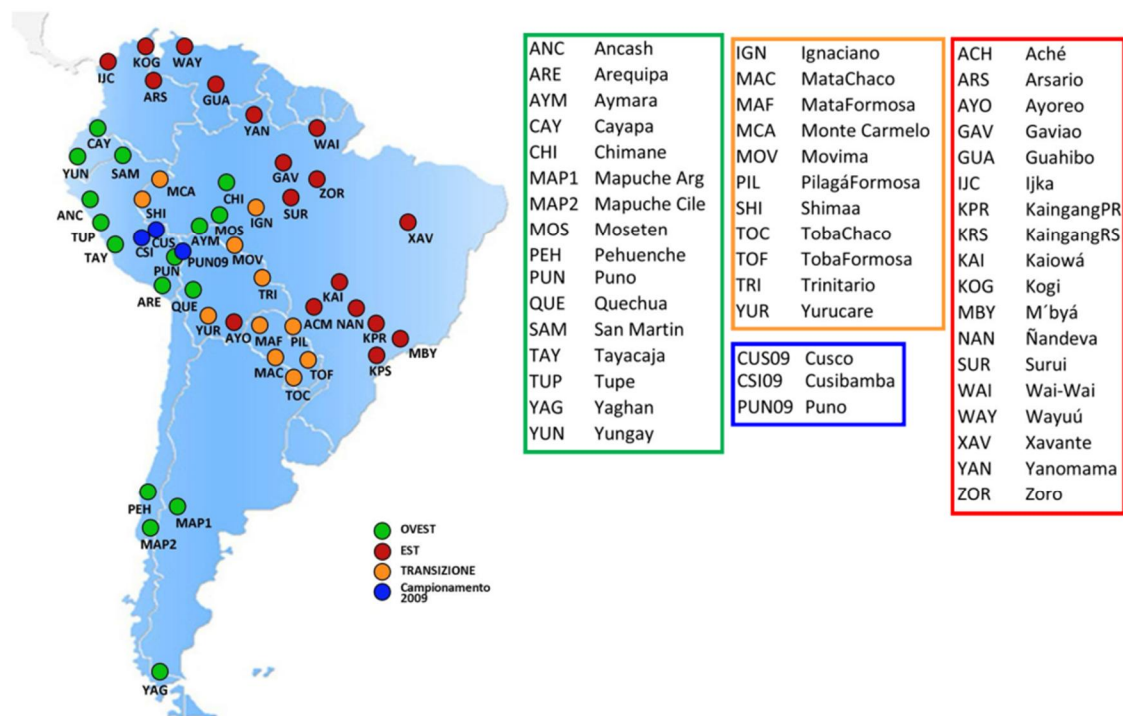 KOG
WAY
IJC
ARS
GUA
YAN
WAI
CAY
YUN
SAM
MCA
GAV
ZOR
CHI
SUR
ANC
SHI
MOS
IGN
XAV
TUP
CUS
AYM
TAY
CSI
PUN09
MOV
PUN
ARE
QUE
TRI
KAI
YUR
AYO
MAF
PIL
ACM
NAN
KPR
MBY
MAC
TOF
KPS
TOC
PEH
MAP1
MAP2
YAG
OVEST
EST
TRANSIZIONE
Campionamento
2009
ANC Ancash
ARE Arequipa
AYM Aymara
CAY Cayapa
CHI Chimane
MAP1 Mapuche Arg
MAP2 Mapuche Cile
MOS Moseten
PEH Pehuenche
PUN Puno
QUE Quechua
SAM San Martin
TAY Tayacaja
TUP Tupe
YAG Yaghan
YUN Yungay
IGN Ignaciano
MAC MataChaco
MAF MataFormosa
MCA Monte Carmelo
MOV Movima
PIL PilagáFormosa
SHI Shimaa
TOC TobaChaco
TOF TobaFormosa
TRI Trinitario
YUR Yurucare
CUS09 Cusco
CSI09 Cusibamba
PUN09 Puno
ACH Aché
ARS Arsario
AYO Ayoreo
GAV Gaviao
GUA Guahibo
IJC Ijka
KPR KaingangPR
KRS KaingangRS
KAI Kaiowá
KOG Kogi
MBY M´byá
NAN Ñandeva
SUR Surui
WAI Wai-Wai
WAY Wayuú
XAV Xavante
YAN Yanomama
ZOR Zoro